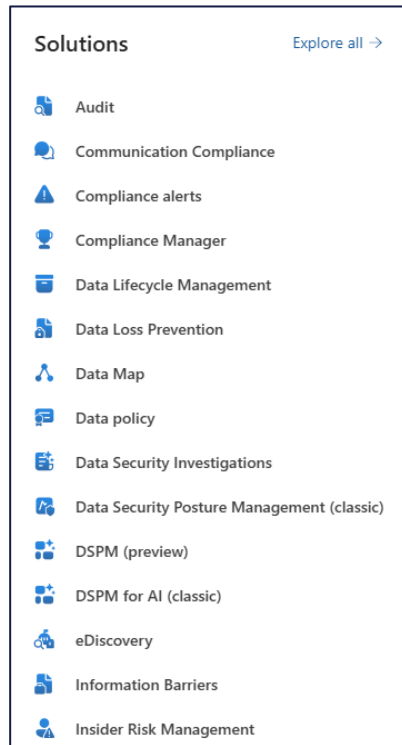 Solutions
Explore all →
Audit
Communication Compliance
Compliance alerts
Compliance Manager
Data Lifecycle Management
Data Loss Prevention
Data Map
Data policy
Data Security Investigations
Data Security Posture Management (classic)
DSPM (preview)
DSPM for AI (classic)
eDiscovery
Information Barriers
Insider Risk Management